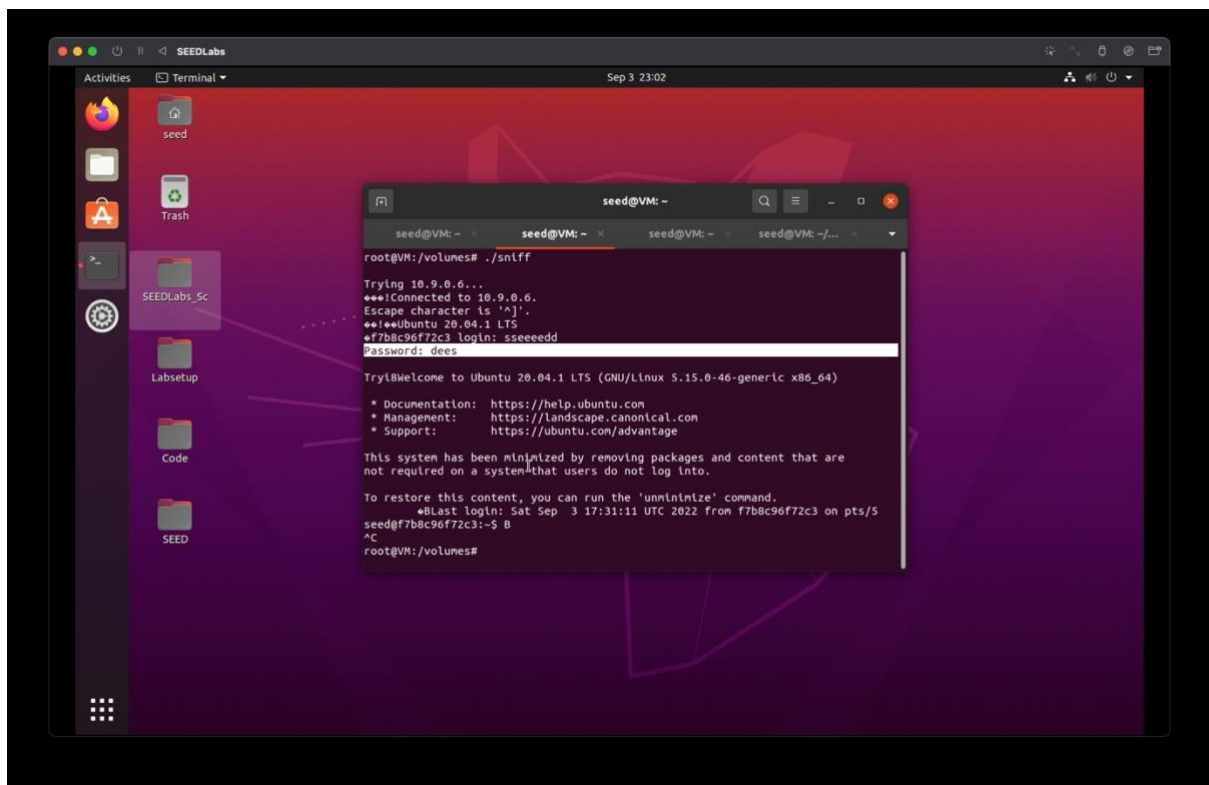 SEEDLabs
Activities
Terminal
Sep 3 23:02
seed
Trash
SEEDLabs_Sc
Labsetup
Code
SEED
seed@VM: ~
seed@VM: ~ × seed@VM: ~ × seed@VM: ~ × seed@VM: ~/... ×
root@VM:/volumes# ./sniff
Trying 10.9.0.6...
���!Connected to 10.9.0.6.
Escape character is '^]'.
��!��Ubuntu 20.04.1 LTS
�f7b8c96f72c3 login: sseeeedd
Password: dees
Tryi8Welcome to Ubuntu 20.04.1 LTS (GNU/Linux 5.15.0-46-generic x86_64)
* Documentation: https://help.ubuntu.com
* Management: https://landscape.canonical.com
* Support: https://ubuntu.com/advantage
This system has been minimized by removing packages and content that are
not required on a system that users do not log into.
To restore this content, you can run the 'unminimize' command.
�BLast login: Sat Sep 3 17:31:11 UTC 2022 from f7b8c96f72c3 on pts/5
seed@f7b8c96f72c3:~$ B
^C
root@VM:/volumes#